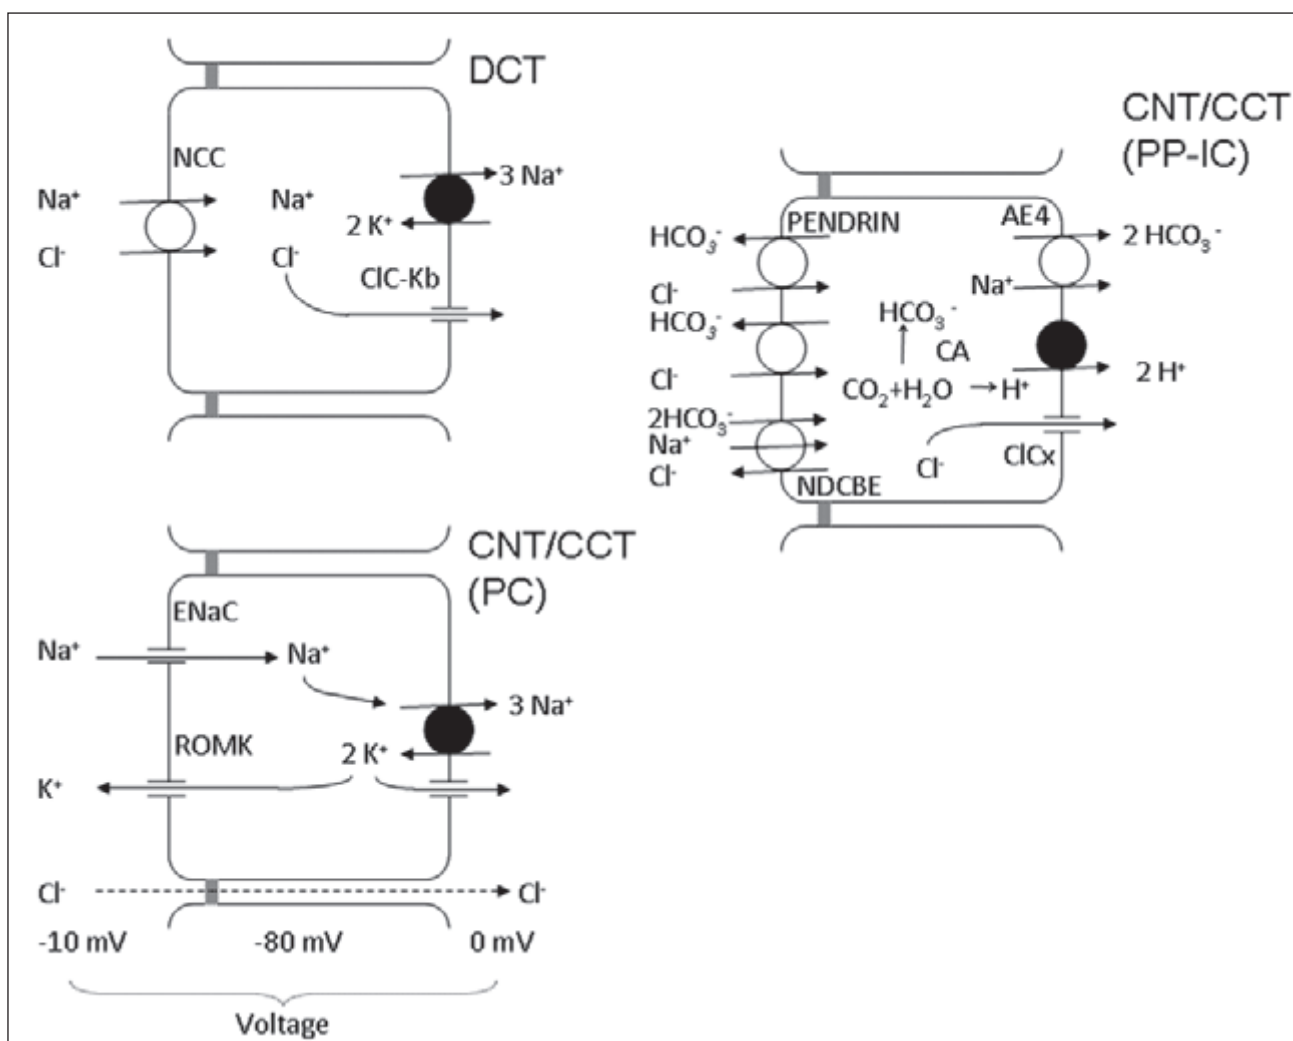 DCT
NCC
Na⁺
Cl⁻
Na⁺
Cl⁻
3 Na⁺
2 K⁺
ClC-Kb
CNT/CCT
(PP-IC)
PENDRIN
AE4
HCO₃⁻
Cl⁻
HCO₃⁻
Cl⁻
2HCO₃⁻
Na⁺
Cl⁻
NDCBE
2 HCO₃⁻
Na⁺
HCO₃⁻
CA
CO₂+H₂O
H⁺
2 H⁺
Cl⁻
ClCx
CNT/CCT
(PC)
ENaC
Na⁺
Na⁺
3 Na⁺
ROMK
2 K⁺
K⁺
Cl⁻
Cl⁻
-10 mV
-80 mV
0 mV
Voltage